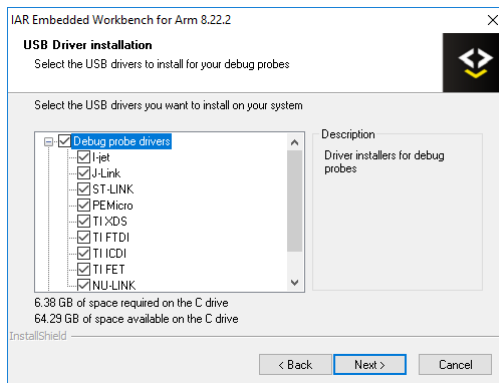 IAR Embedded Workbench for Arm 8.22.2
USB Driver installation
Select the USB drivers to install for your debug probes
Select the USB drivers you want to install on your system
Debug probe drivers
I-jet
J-Link
ST-LINK
PEMicro
TI XDS
TI FTDI
TI ICDI
TI FET
NU-LINK
Description
Driver installers for debug
probes
6.38 GB of space required on the C drive
64.29 GB of space available on the C drive
InstallShield
< Back
Next >
Cancel